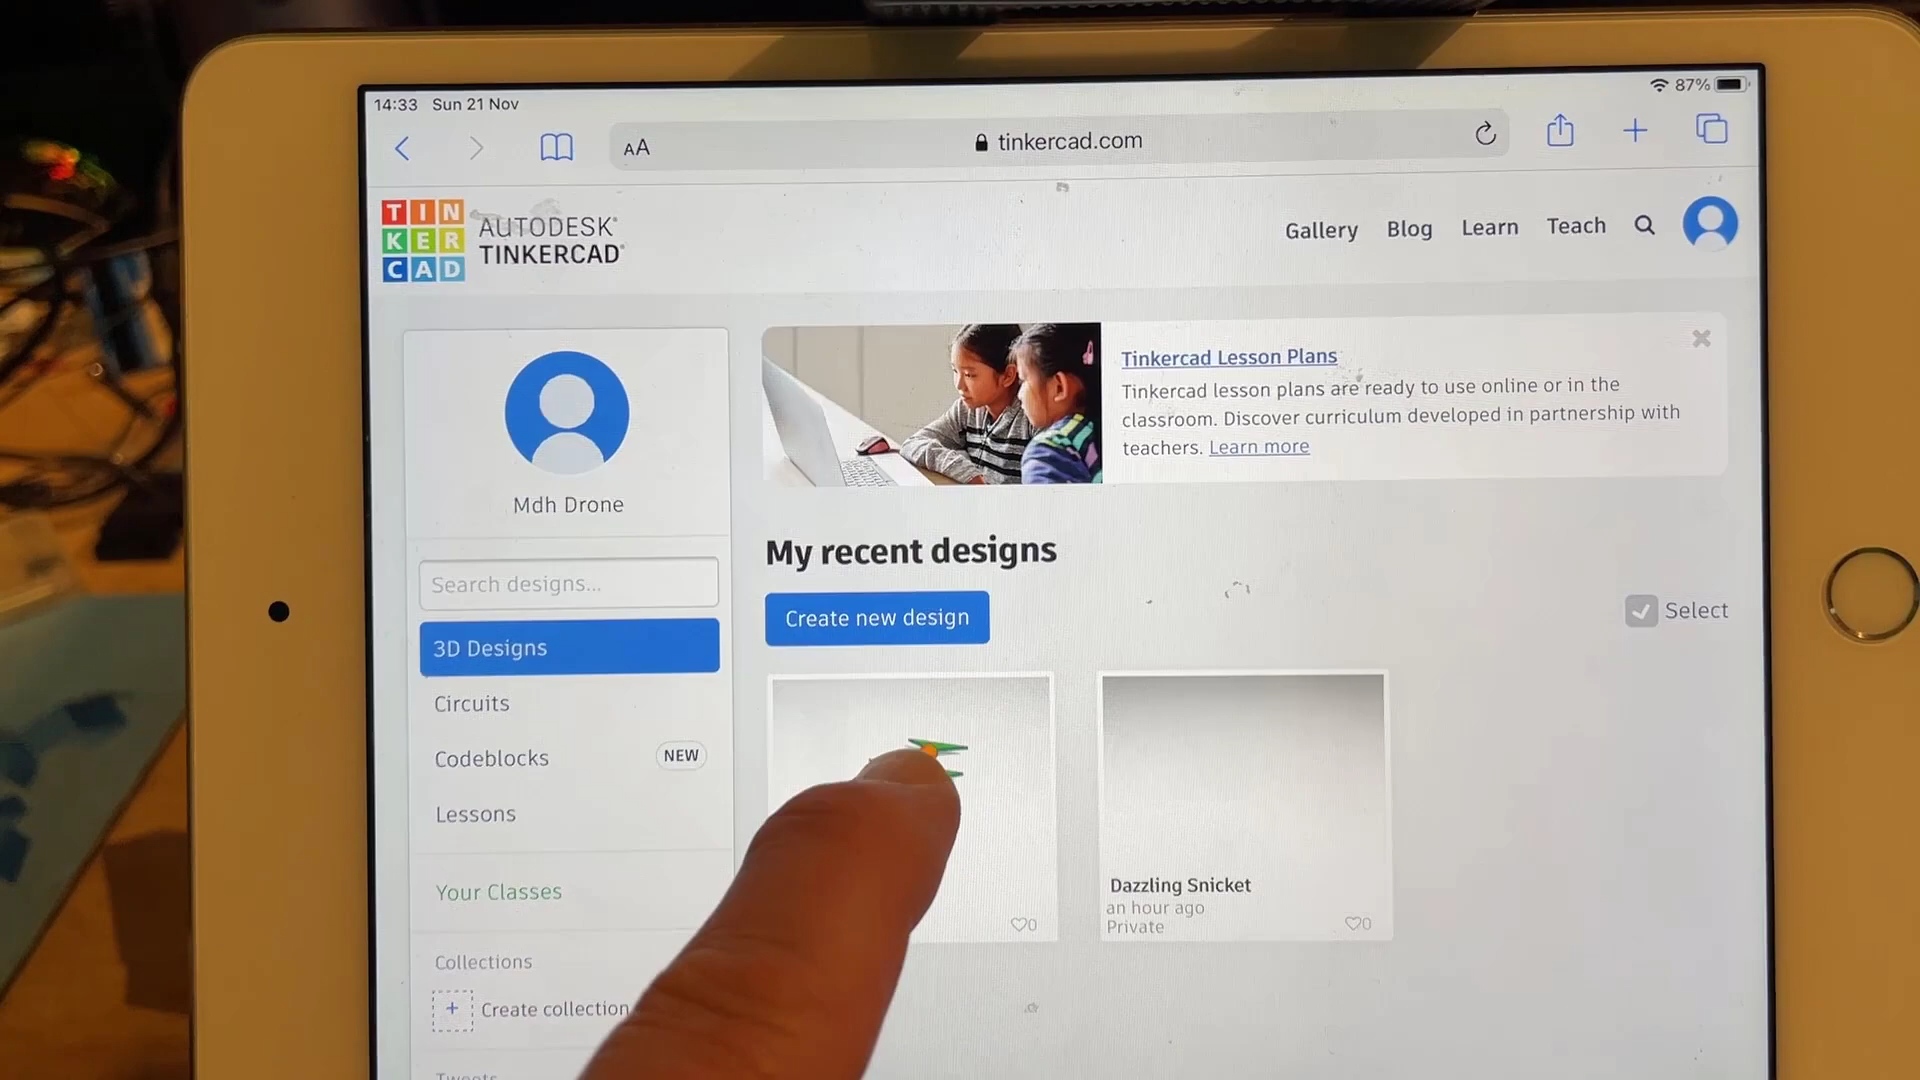 14:33 Sun 21 Nov
87%
AA
tinkercad.com
TIN
KER
CAD
AUTODESK®
TINKERCAD®
Gallery
Blog
Learn
Teach
Mdh Drone
Search designs...
3D Designs
Circuits
Codeblocks
NEW
Lessons
Your Classes
Collections
+ Create collection
Tweets
Tinkercad Lesson Plans
Tinkercad lesson plans are ready to use online or in the
classroom. Discover curriculum developed in partnership with
teachers. Learn more
My recent designs
Create new design
Select
0
Dazzling Snicket
an hour ago
Private
0